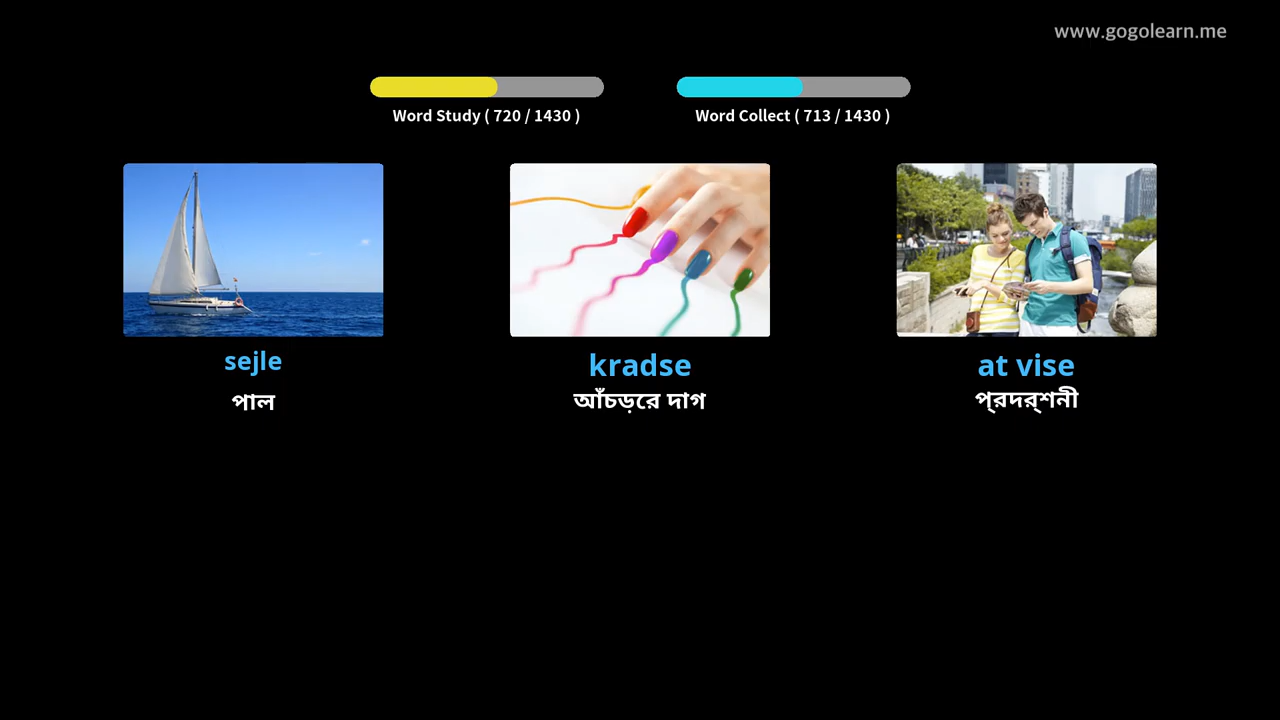 www.gogolearn.me
Word Study ( 720 / 1430 )
Word Collect ( 713 / 1430 )
sejle
kradse
at vise
পাল
আঁচড়রে দাগ
প্রদর্শনী